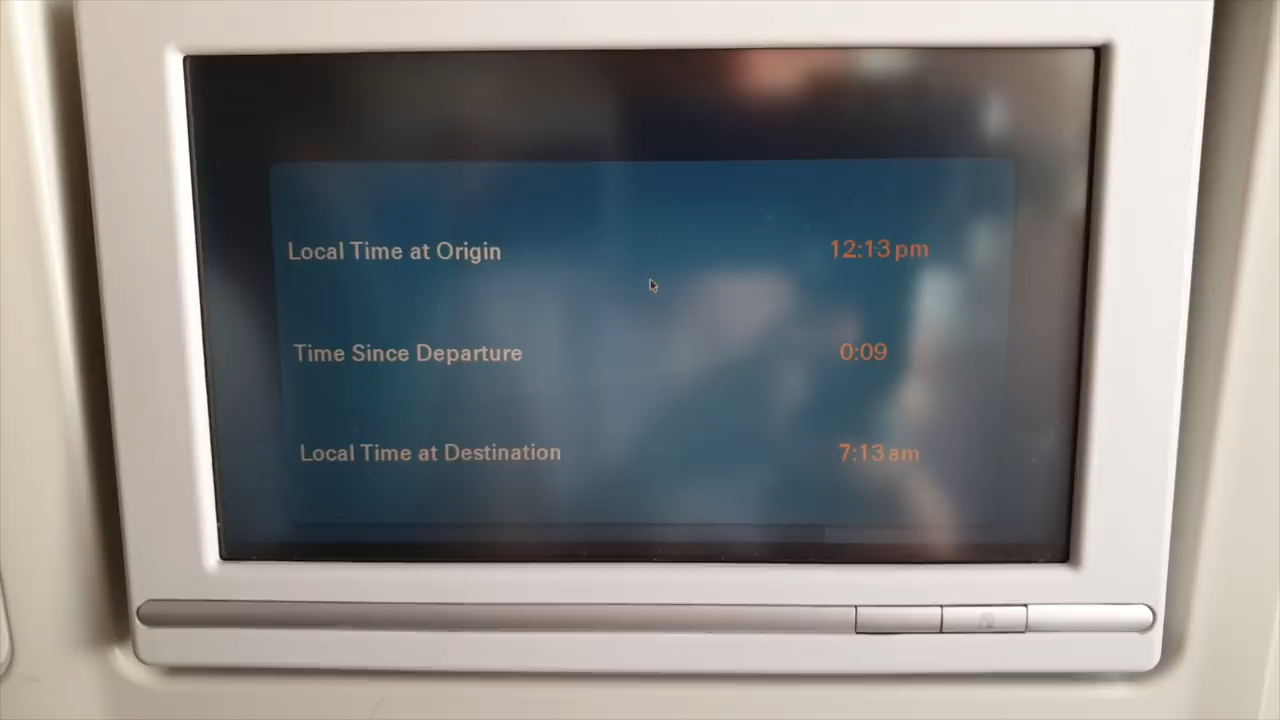 Local Time at Origin 12:13 pm
Time Since Departure 0:09
Local Time at Destination 7:13 am